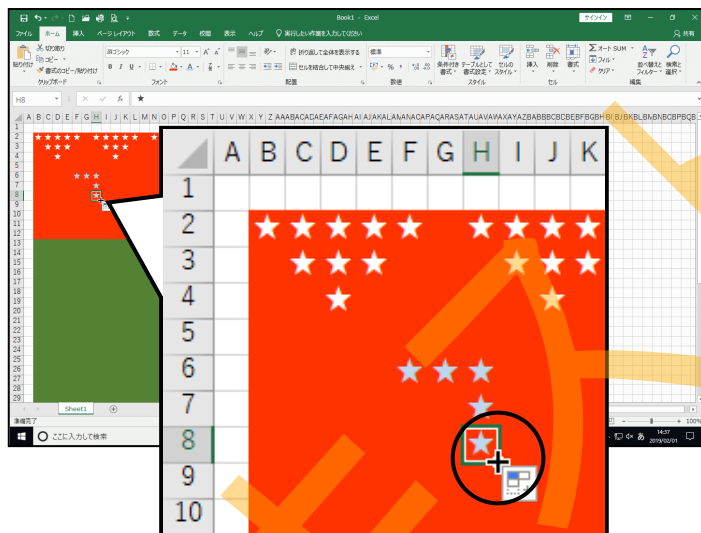 Book1 - Excel
サインイン
ファイル ホーム 挿入 ページ レイアウト 数式 データ 校閲 表示 ヘルプ 実行したい作業を入力してください 共有
切り取り
コピー
書式のコピー/貼り付け
貼り付け
游ゴシック 11 A A
B I U
折り返して全体を表示する
セルを結合して中央揃え
標準
条件付き書式 テーブルとして書式設定 セルのスタイル
挿入 削除 書式
オート SUM
フィル
クリア
並べ替えと フィルター 検索と 選択
クリップボード フォント 配置 数値 スタイル セル 編集
H8 fx ★
A B C D E F G H I J K
1
2 ★ ★ ★ ★ ★ ★ ★ ★ ★
3 ★ ★ ★ ★ ★ ★
4 ★ ★
5
6 ★ ★ ★
7 ★
8 ★
9
10
Sheet1
準備完了
100%
ここに入力して検索
14:37
2019/02/01